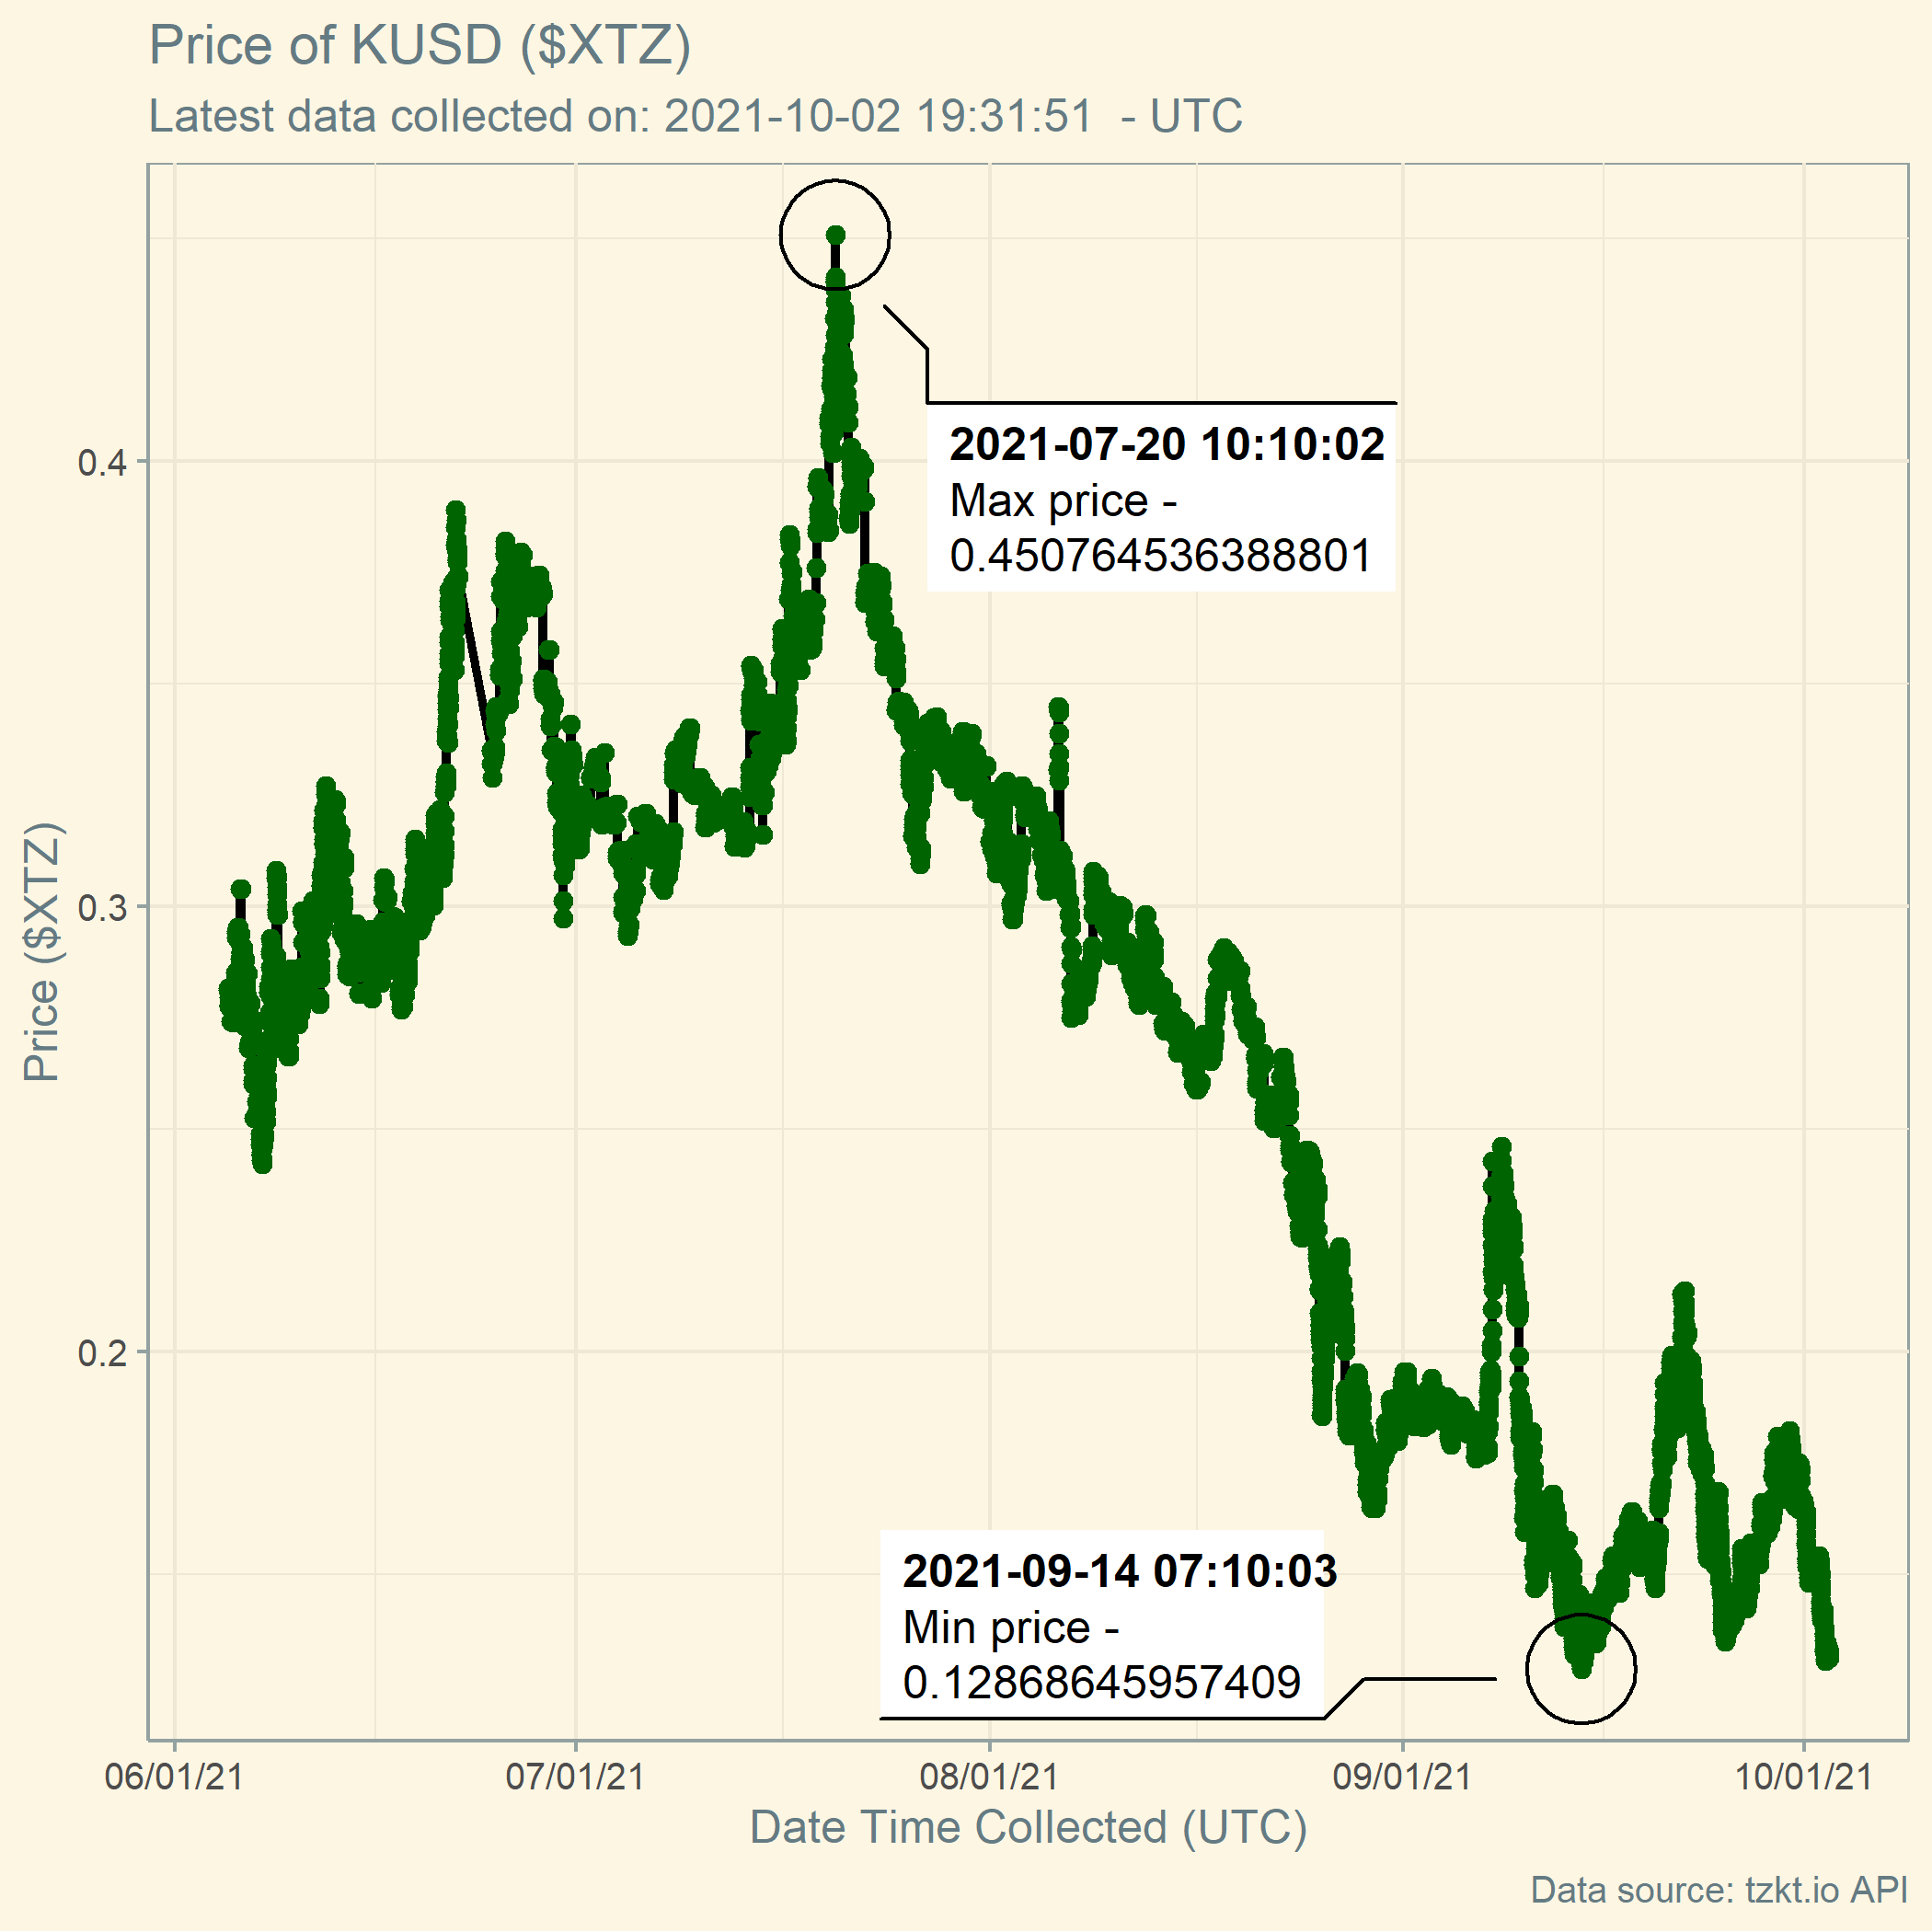 Price of KUSD ($XTZ)
Latest data collected on: 2021-10-02 19:31:51  - UTC
2021-07-20 10:10:02
Max price -
0.450764536388801
0.4
0.3
0.2
Price ($XTZ)
2021-09-14 07:10:03
Min price -
0.12868645957409
06/01/21
07/01/21
08/01/21
09/01/21
10/01/21
Date Time Collected (UTC)
Data source: tzkt.io API